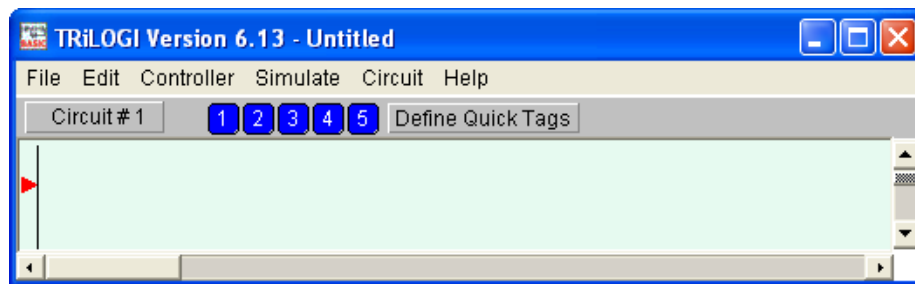 TRiLOGI Version 6.13 - Untitled
File Edit Controller Simulate Circuit Help
Circuit # 1 1 2 3 4 5 Define Quick Tags